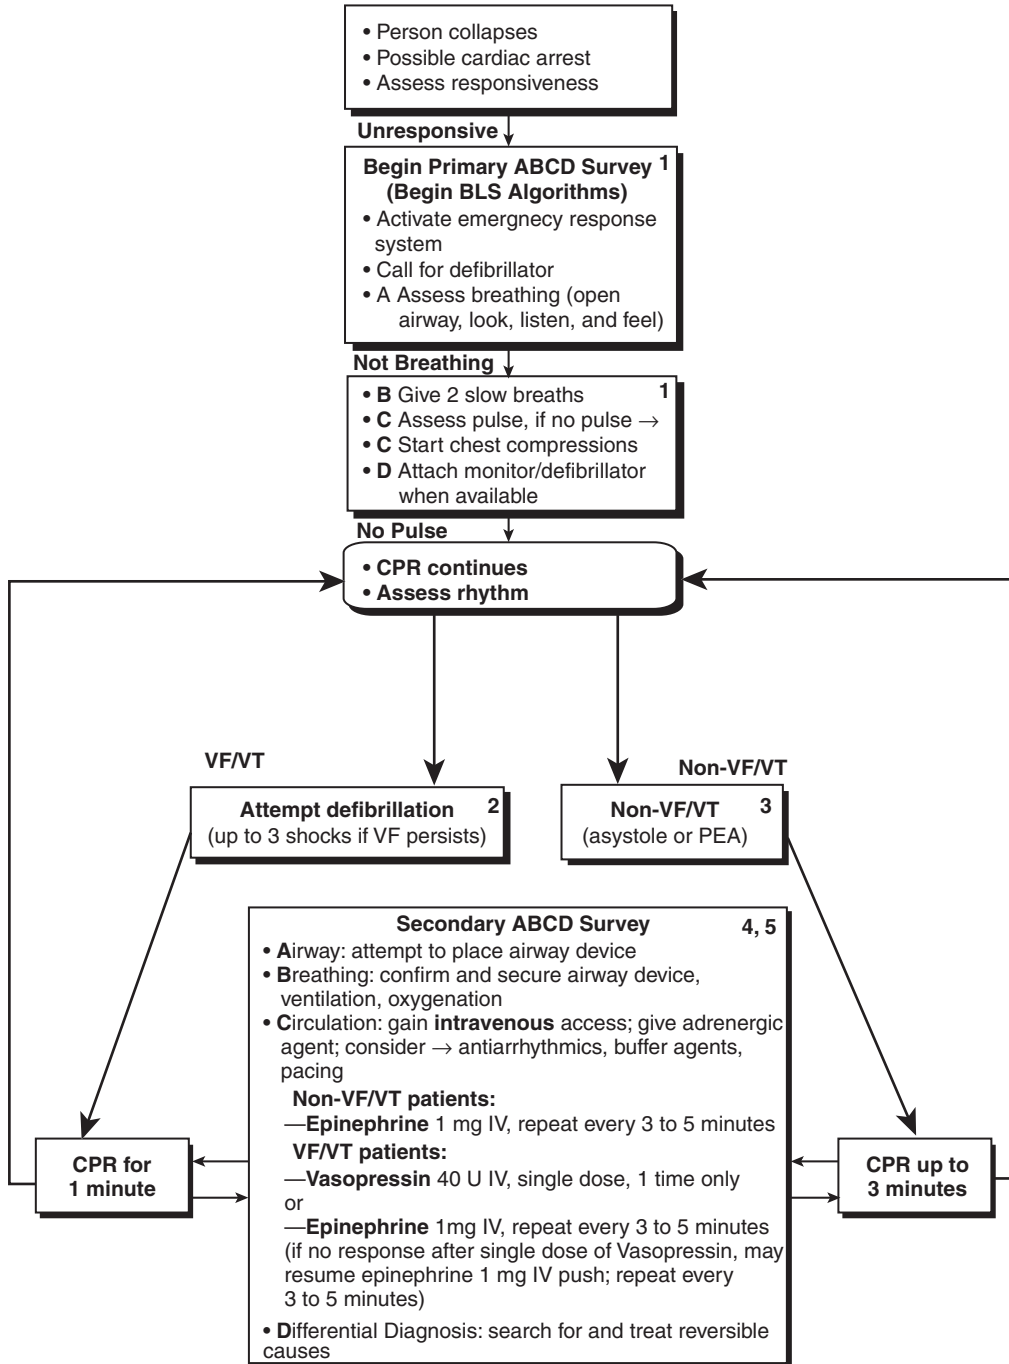 • Person collapses
• Possible cardiac arrest
• Assess responsiveness
Unresponsive
Begin Primary ABCD Survey 1
(Begin BLS Algorithms)
• Activate emergnecy response
system
• Call for defibrillator
• A Assess breathing (open
airway, look, listen, and feel)
Not Breathing
• B Give 2 slow breaths 1
• C Assess pulse, if no pulse →
• C Start chest compressions
• D Attach monitor/defibrillator
when available
No Pulse
• CPR continues
• Assess rhythm
VF/VT
Non-VF/VT
Attempt defibrillation 2
(up to 3 shocks if VF persists)
Non-VF/VT 3
(asystole or PEA)
Secondary ABCD Survey 4, 5
• Airway: attempt to place airway device
• Breathing: confirm and secure airway device,
ventilation, oxygenation
• Circulation: gain intravenous access; give adrenergic
agent; consider → antiarrhythmics, buffer agents,
pacing
Non-VF/VT patients:
—Epinephrine 1 mg IV, repeat every 3 to 5 minutes
VF/VT patients:
—Vasopressin 40 U IV, single dose, 1 time only
or
—Epinephrine 1mg IV, repeat every 3 to 5 minutes
(if no response after single dose of Vasopressin, may
resume epinephrine 1 mg IV push; repeat every
3 to 5 minutes)
• Differential Diagnosis: search for and treat reversible
causes
CPR for
1 minute
CPR up to
3 minutes